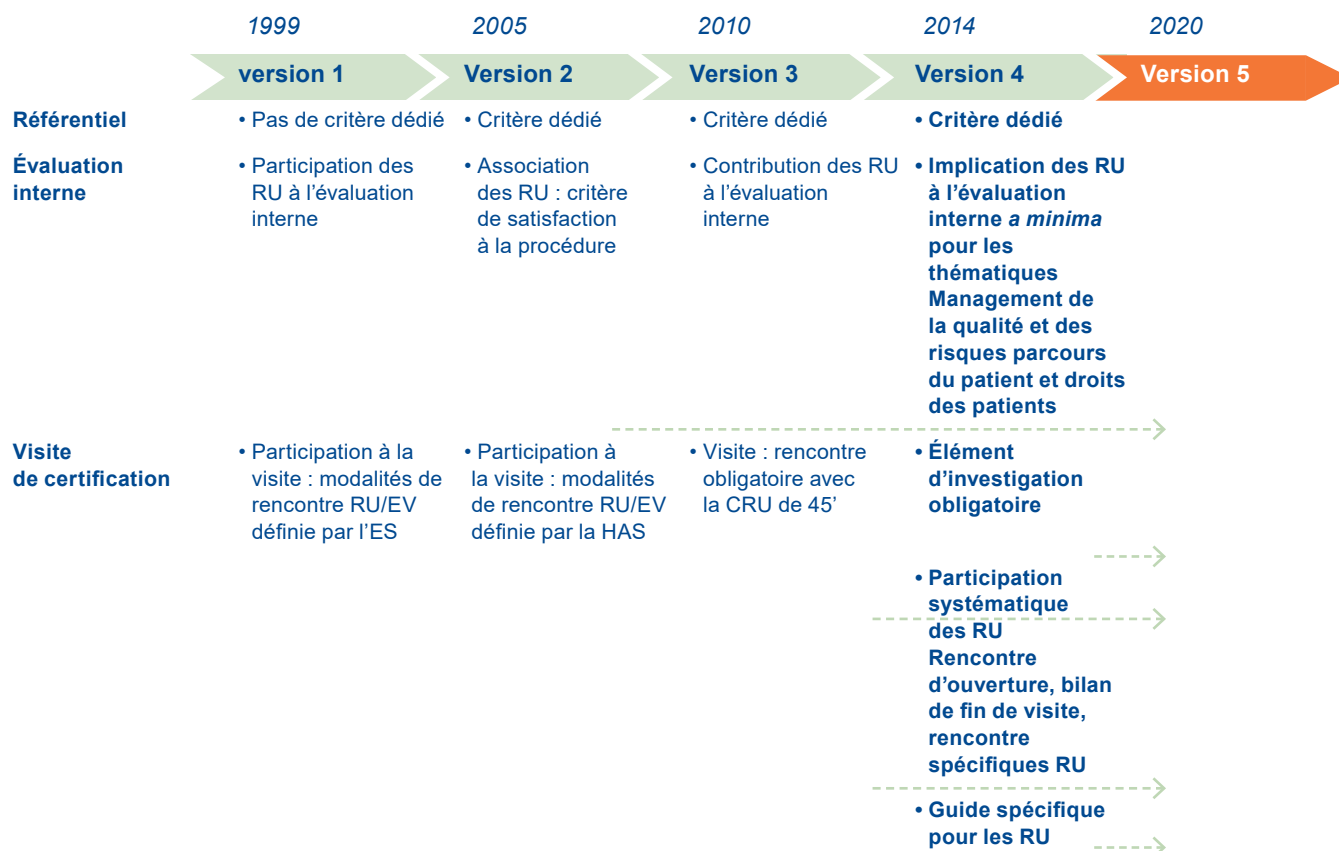 1999 2005 2010 2014 2020
version 1 Version 2 Version 3 Version 4 Version 5
Référentiel
• Pas de critère dédié
• Critère dédié
• Critère dédié
• Critère dédié
Évaluation
interne
• Participation des
RU à l'évaluation
interne
• Association
des RU : critère
de satisfaction
à la procédure
• Contribution des RU
à l'évaluation
interne
• Implication des RU
à l'évaluation
interne a minima
pour les
thématiques
Management de
la qualité et des
risques parcours
du patient et droits
des patients
Visite
de certification
• Participation à la
visite : modalités de
rencontre RU/EV
définie par l'ES
• Participation à
la visite : modalités
de rencontre RU/EV
définie par la HAS
• Visite : rencontre
obligatoire avec
la CRU de 45'
• Élément
d'investigation
obligatoire
• Participation
systématique
des RU
Rencontre
d'ouverture, bilan
de fin de visite,
rencontre
spécifiques RU
• Guide spécifique
pour les RU